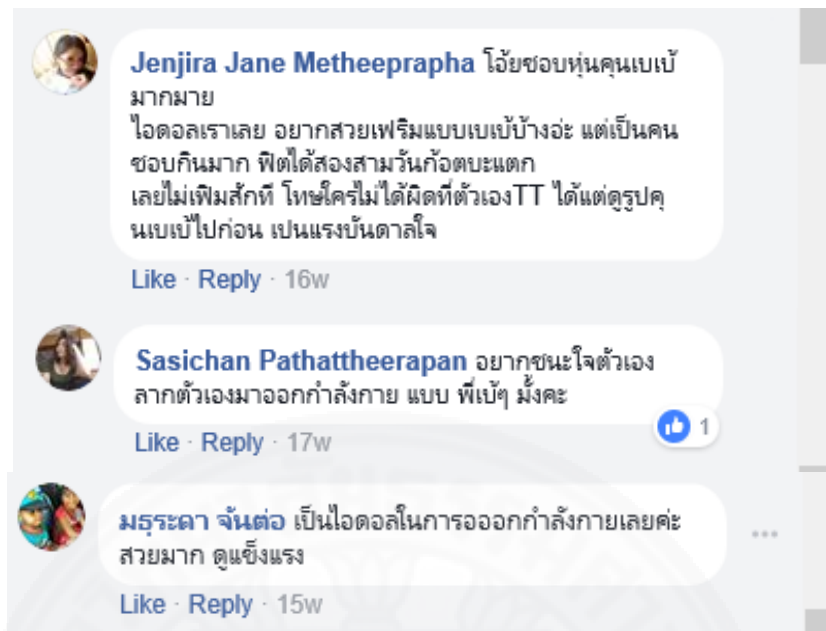 Jenjira Jane Metheeprapha โอ้ยชอบหุ่นคุนเบเบ้
มากมาย
ไอดอลเราเลย อยากสวยเฟริมแบบเบเบ้บ้างอ่ะ แต่เป็นคน
ชอบกินมาก ฟิตได้สองสามวันก้อตบะแตก
เลยไม่เฟิมสักที โทษใครไม่ได้ผิดที่ตัวเองTT ได้แต่ดูรูปคุ
นเบเบ้ไปก่อน เปนแรงบันดาลใจ
Like · Reply · 16w
Sasichan Pathattheerapan อยากชนะใจตัวเอง
ลากตัวเองมาออกกำลังกาย แบบ พี่เบ้ๆ มั้งคะ
1
Like · Reply · 17w
มธุระดา จันต่อ เป็นไอดอลในการอออกกำลังกายเลยค่ะ
สวยมาก ดูแข็งแรง
Like · Reply · 15w